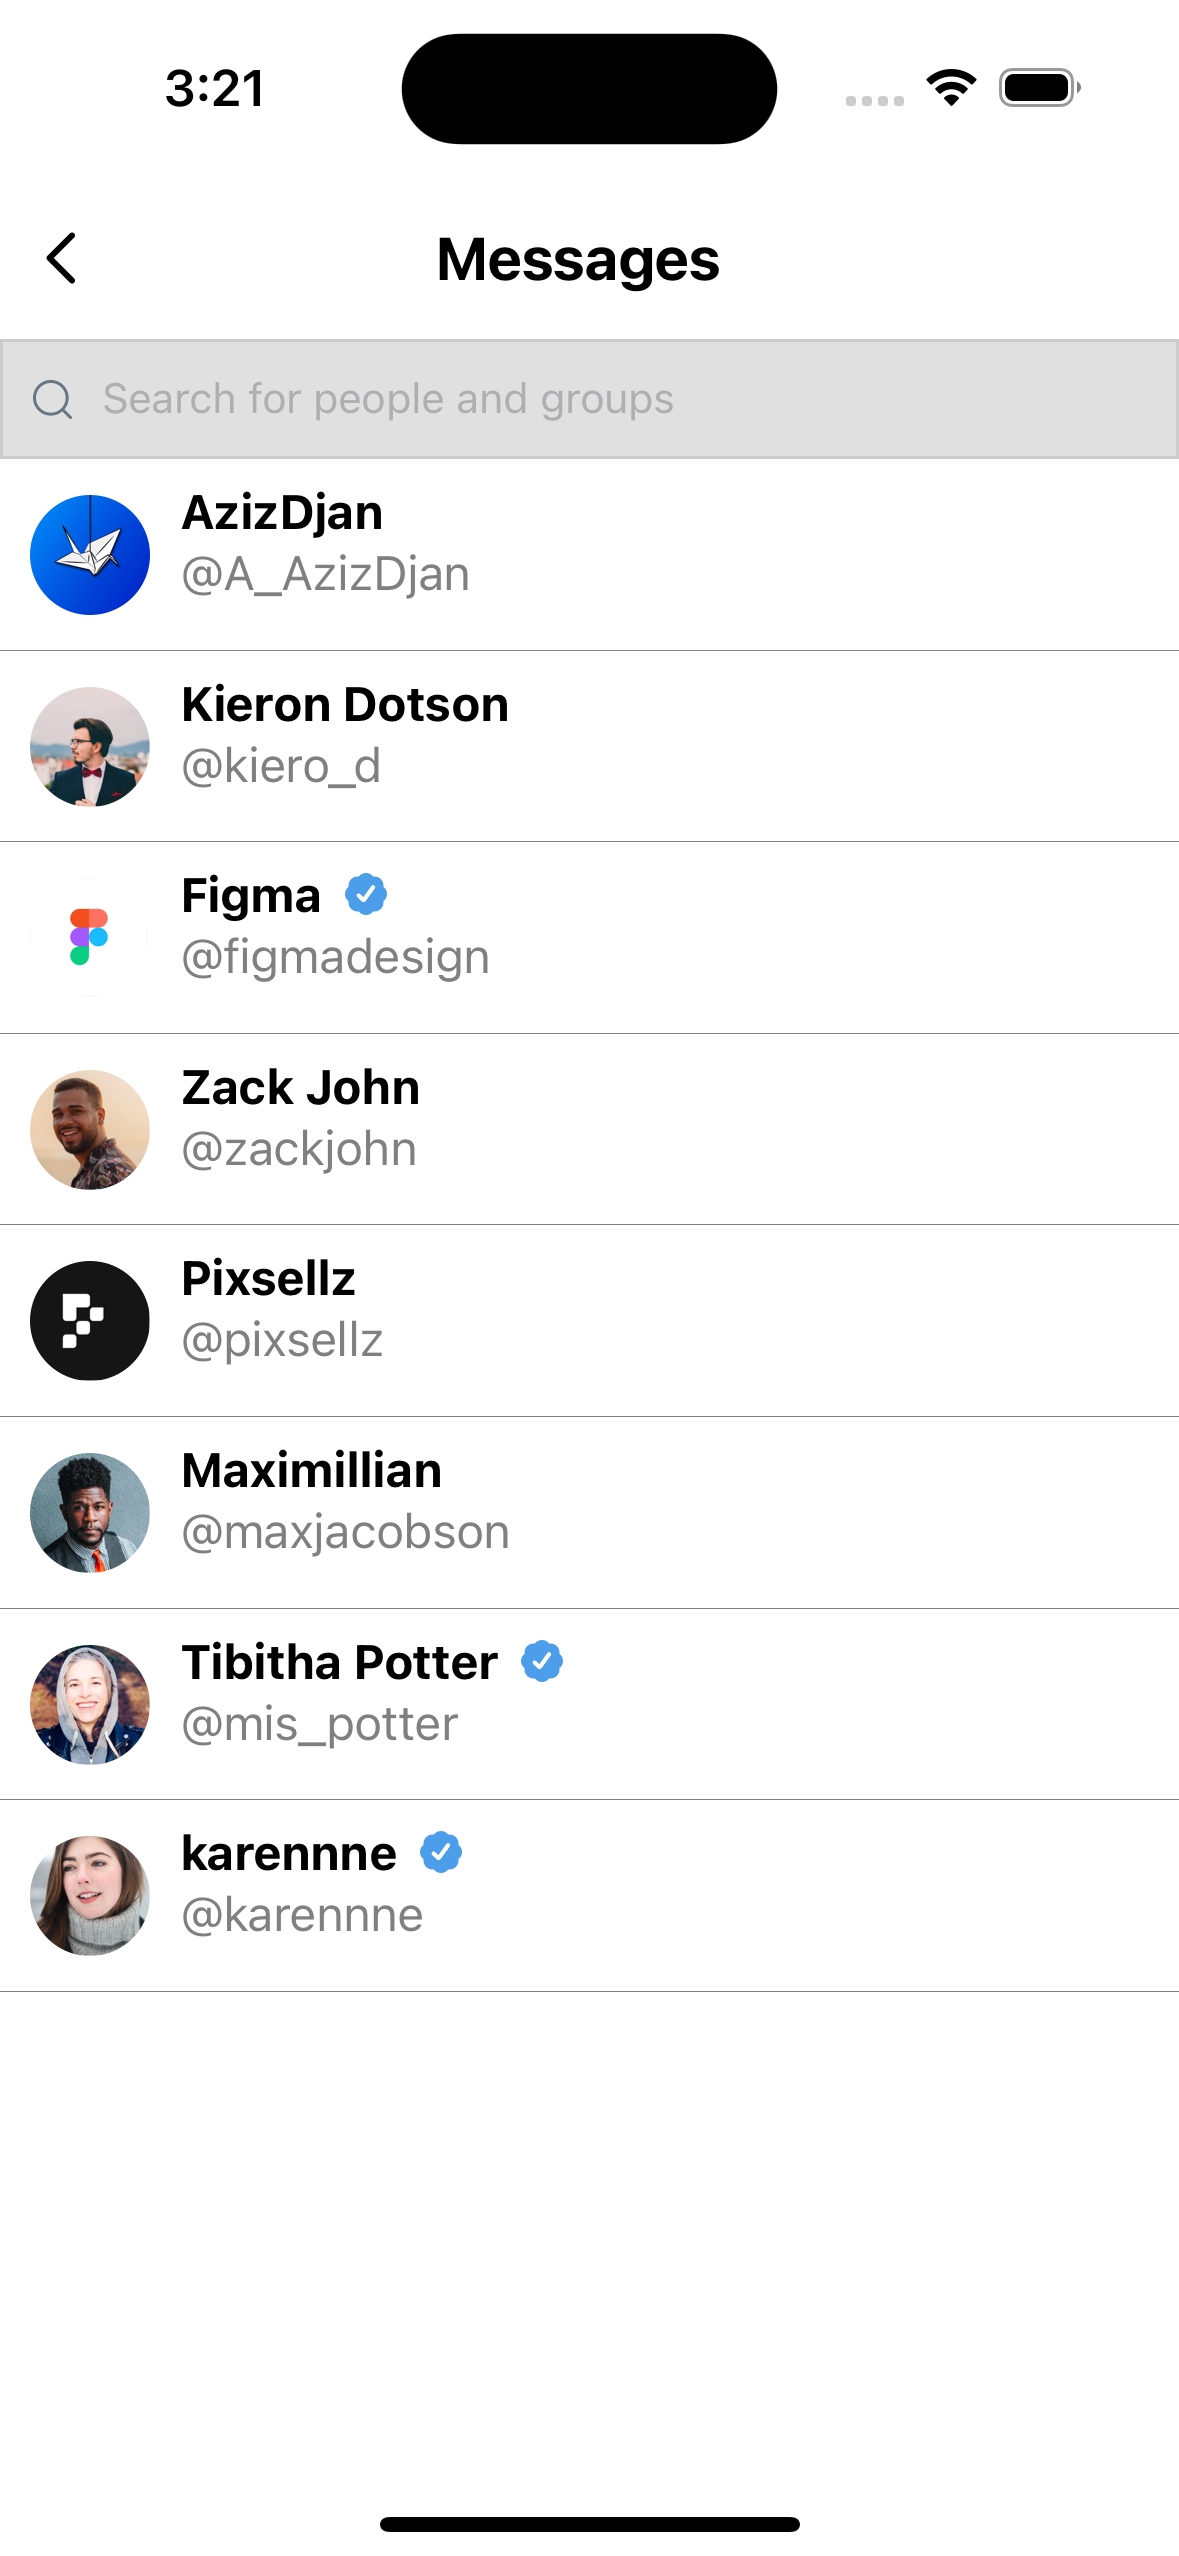 3:21
Messages
Search for people and groups
AzizDjan
@A_AzizDjan
Kieron Dotson
@kiero_d
Figma
@figmadesign
Zack John
@zackjohn
Pixsellz
@pixsellz
Maximillian
@maxjacobson
Tibitha Potter
@mis_potter
karennne
@karennne